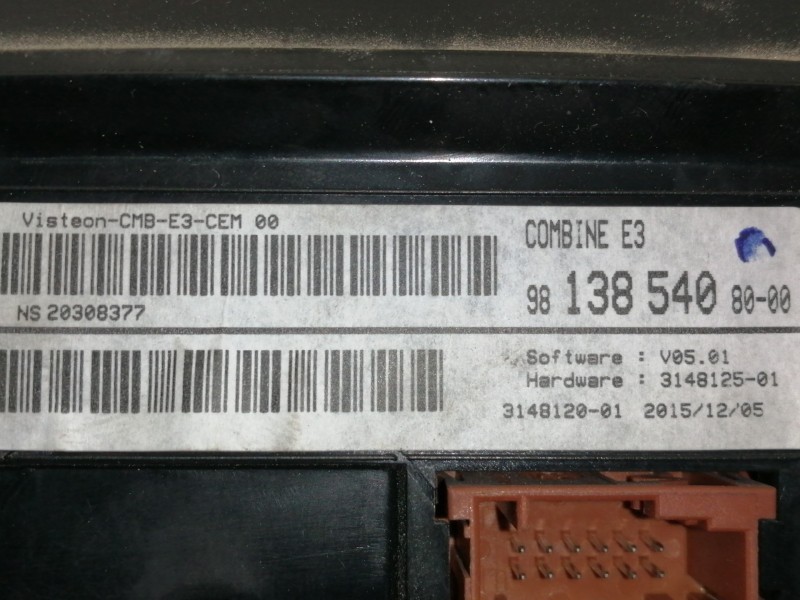 Visteon-CMB-E3-CEM 00
NS 20308377
COMBINE E3
98 138 540 80-00
Software : V05.01
Hardware : 3148125-01
3148120-01 2015/12/05